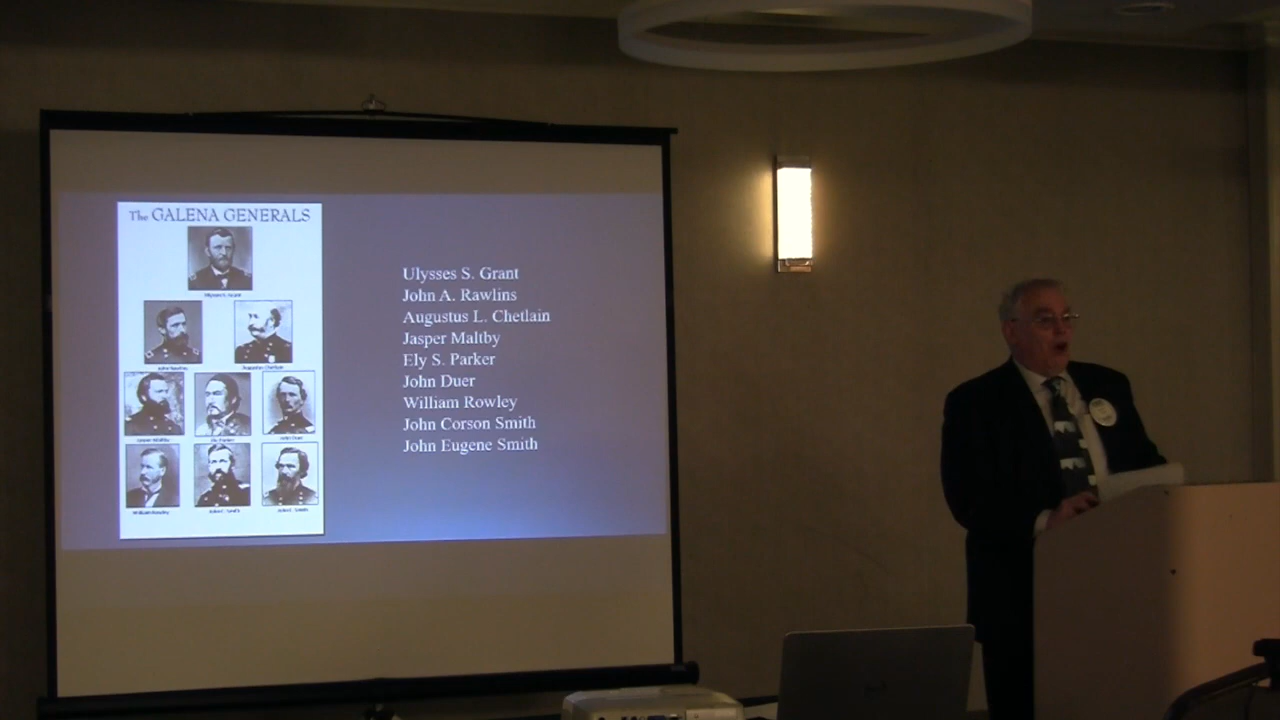 The GALENA GENERALS
Ulysses S. Grant
John A. Rawlins
Augustus L. Chetlain
Jasper Maltby
Ely S. Parker
John Duer
William Rowley
John Corson Smith
John Eugene Smith